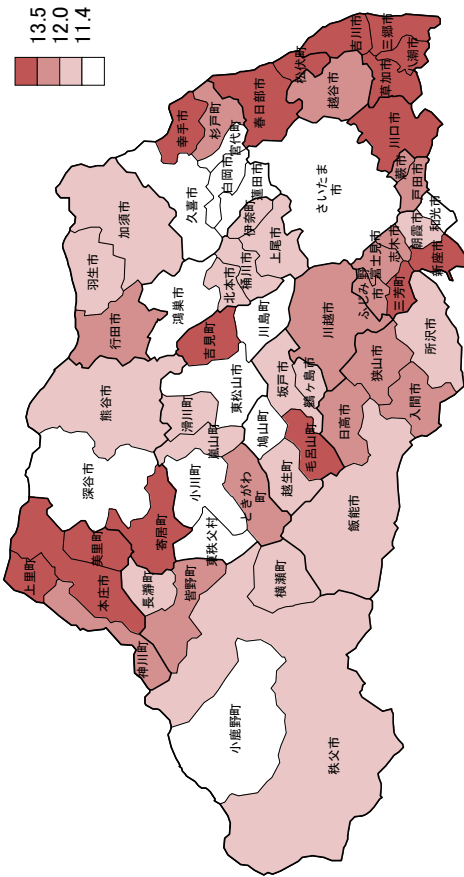 13.5
12.0
11.4
上里町
本庄市
美里町
神川町
深谷市
寄居町
長瀞町
皆野町
小鹿野町
秩父市
横瀬町
東秩父村
小川町
ときがわ
町
嵐山町
滑川町
熊谷市
行田市
羽生市
加須市
鴻巣市
吉見町
東松山市
鳩山町
越生町
毛呂山町
坂戸市
鶴ヶ島市
日高市
飯能市
入間市
狭山市
所沢市
川越市
川島町
北本市
桶川市
伊奈町
上尾市
久喜市
白岡市
蓮田市
宮代町
幸手市
杉戸町
春日部市
松伏町
吉川市
三郷市
八潮市
草加市
越谷市
さいたま
市
川口市
蕨市
戸田市
和光市
朝霞市
新座市
志木市
富士見市
ふじみ野
市
三芳町